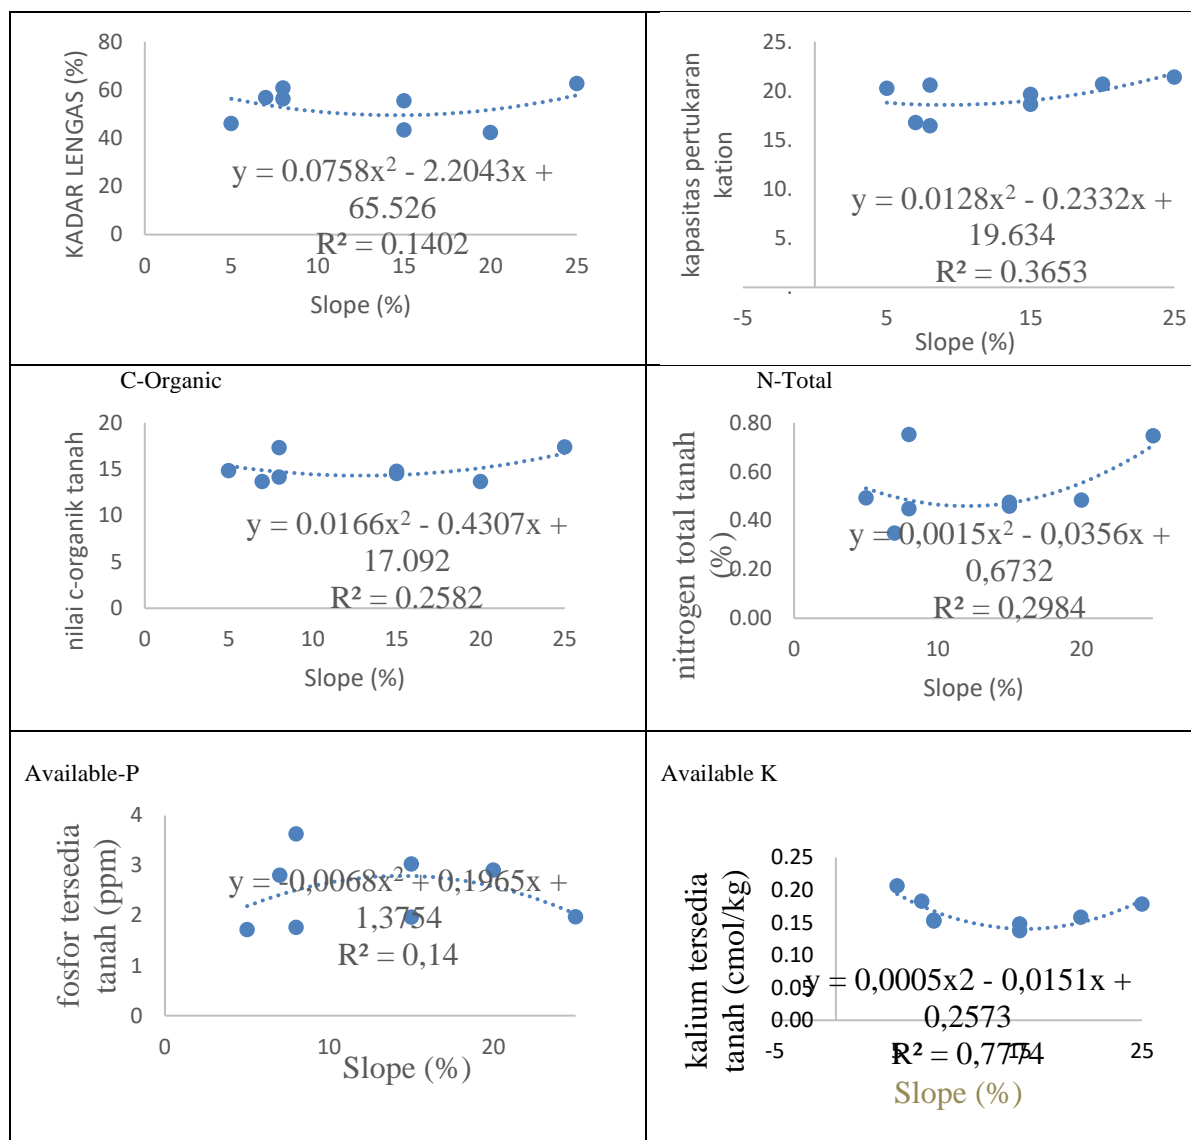 80
60
40
20
0
0 5 10 15 20 25
KADAR LENGAS (%)
y = 0.0758x² - 2.2043x +
65.526
R² = 0.1402
Slope (%)
25.
20.
15.
10.
5.
.
-5 5 15 25
kapasitas pertukaran
kation
y = 0.0128x² - 0.2332x +
19.634
R² = 0.3653
Slope (%)
C-Organic
20
15
10
5
0
0 5 10 15 20 25
nilai c-organik tanah
y = 0.0166x² - 0.4307x +
17.092
R² = 0.2582
Slope (%)
N-Total
0.80
0.60
0.40
0.20
0.00
0 10 20
nitrogen total tanah
(%)
y = 0,0015x² - 0,0356x +
0,6732
R² = 0,2984
Slope (%)
Available-P
4
3
2
1
0
0 10 20
fosfor tersedia
tanah (ppm)
y = -0,0068x² + 0,1965x +
1,3754
R² = 0,14
Slope (%)
Available K
0.25
0.20
0.15
0.10
0.05
0.00
-5 5 15 25
kalium tersedia
tanah (cmol/kg)
y = 0,0005x2 - 0,0151x +
0,2573
R² = 0,7774
Slope (%)